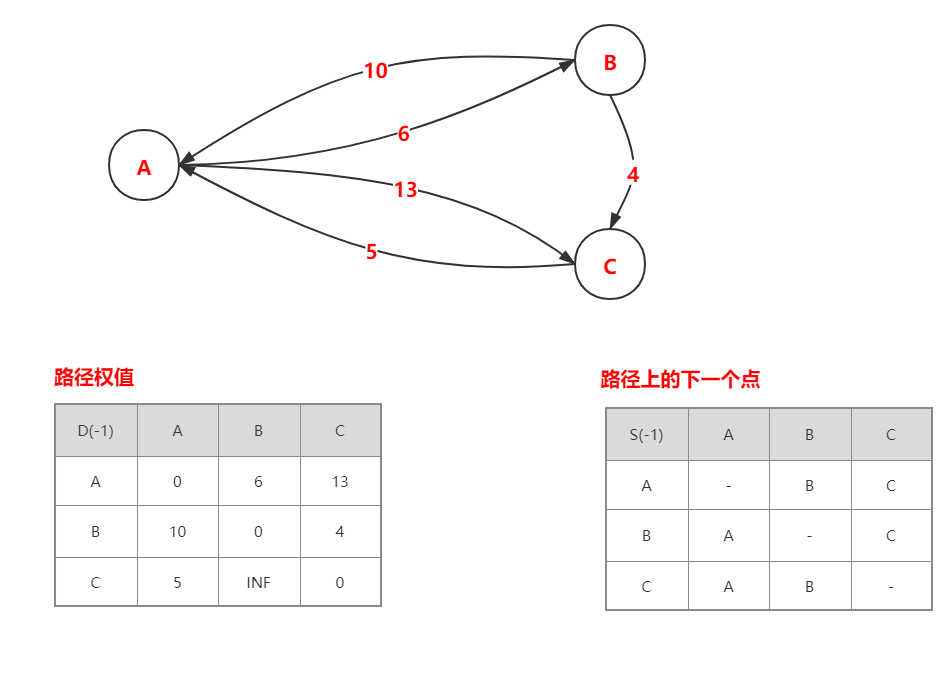 B
10
6
A
4
13
5
C
路径权值
D(-1) A B C
A 0 6 13
B 10 0 4
C 5 INF 0
路径上的下一个点
S(-1) A B C
A - B C
B A - C
C A B -